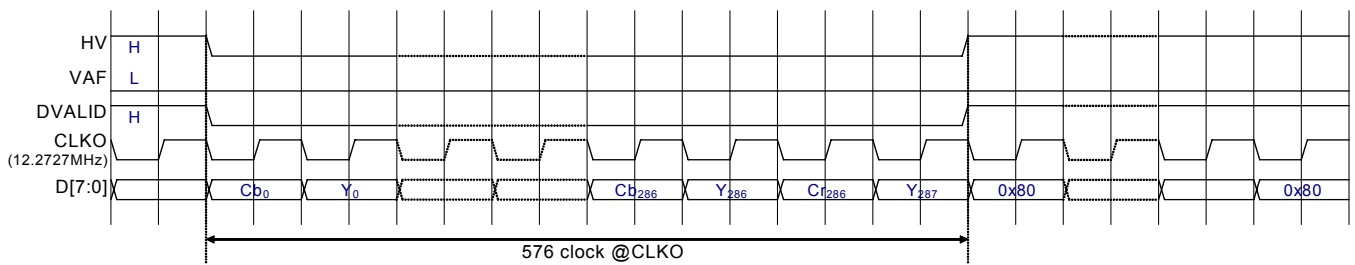 HV H
VAF L
DVALID H
CLKO
(12.2727MHz)
D[7:0] Cb₀ Y₀ Cb₂₈₆ Y₂₈₆ Cr₂₈₆ Y₂₈₇ 0x80 0x80
576 clock @CLKO